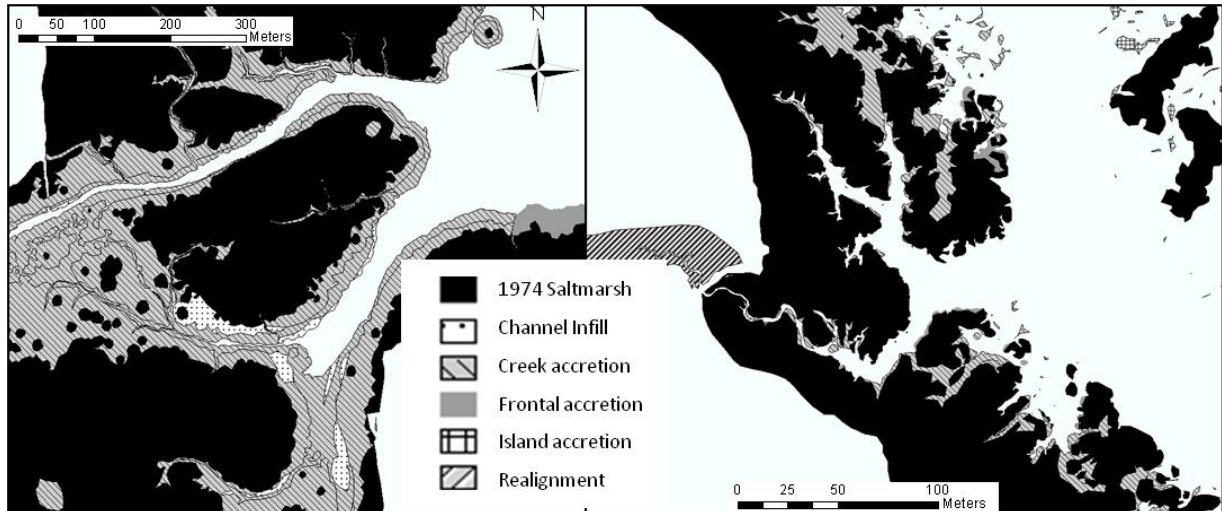 0 50 100 200 300
Meters
N
1974 Saltmarsh
Channel Infill
Creek accretion
Frontal accretion
Island accretion
Realignment
0 25 50 100
Meters